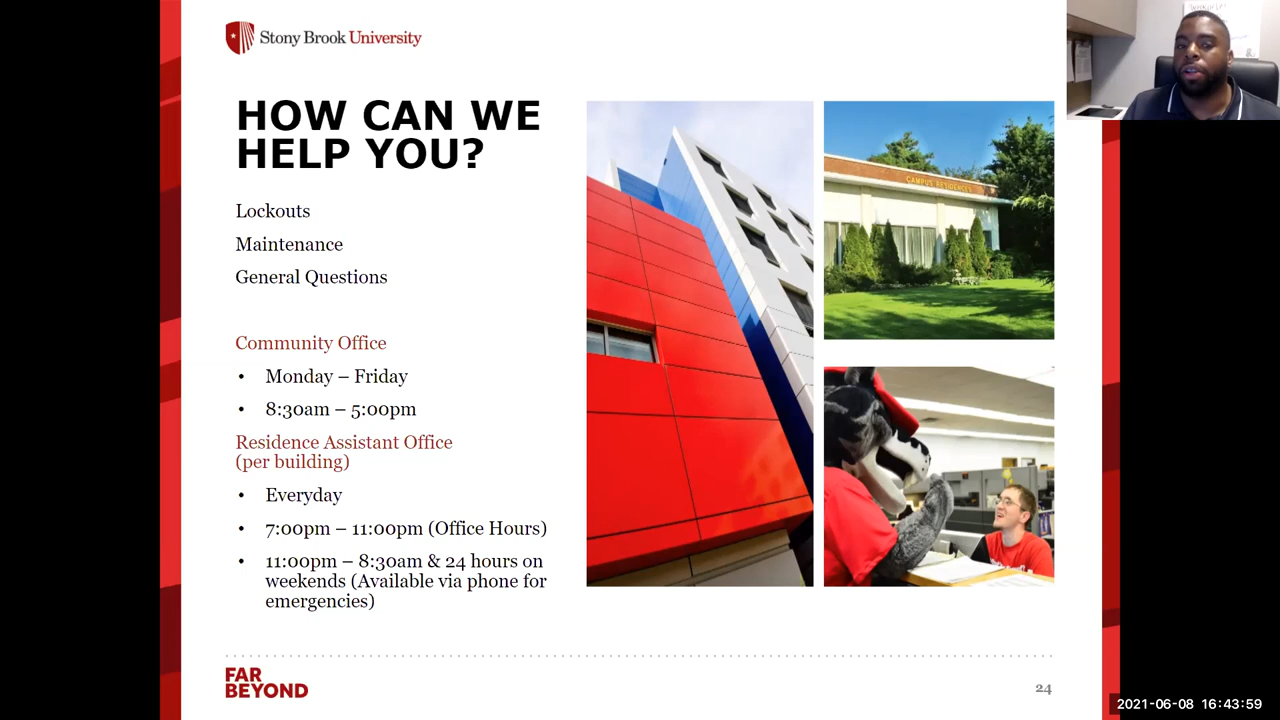 Stony Brook University
HOW CAN WE
HELP YOU?
Lockouts
Maintenance
General Questions
Community Office
• Monday – Friday
• 8:30am – 5:00pm
Residence Assistant Office
(per building)
• Everyday
• 7:00pm – 11:00pm (Office Hours)
• 11:00pm – 8:30am & 24 hours on
weekends (Available via phone for
emergencies)
CAMPUS RESIDENCES
FAR
BEYOND
24
2021-06-08 16:43:59